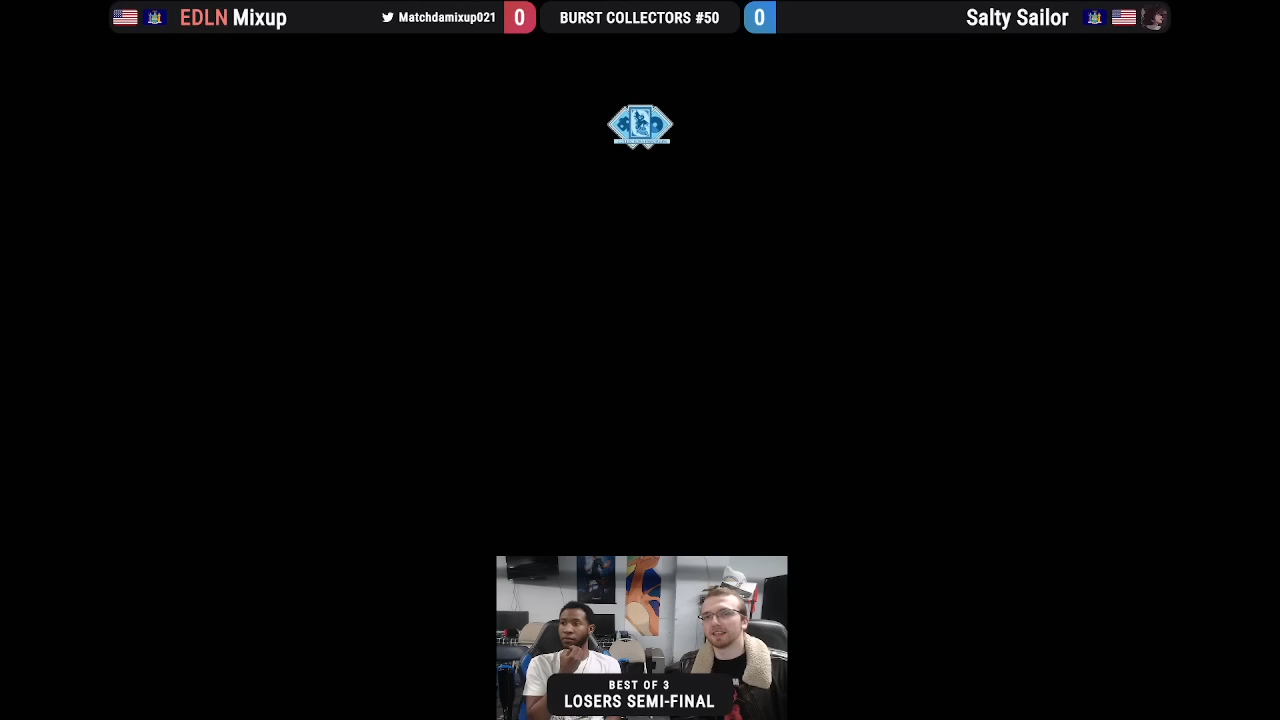 EDLN Mixup
Matchdamixup021
0
BURST COLLECTORS #50
0
Salty Sailor
BEST OF 3
LOSERS SEMI-FINAL